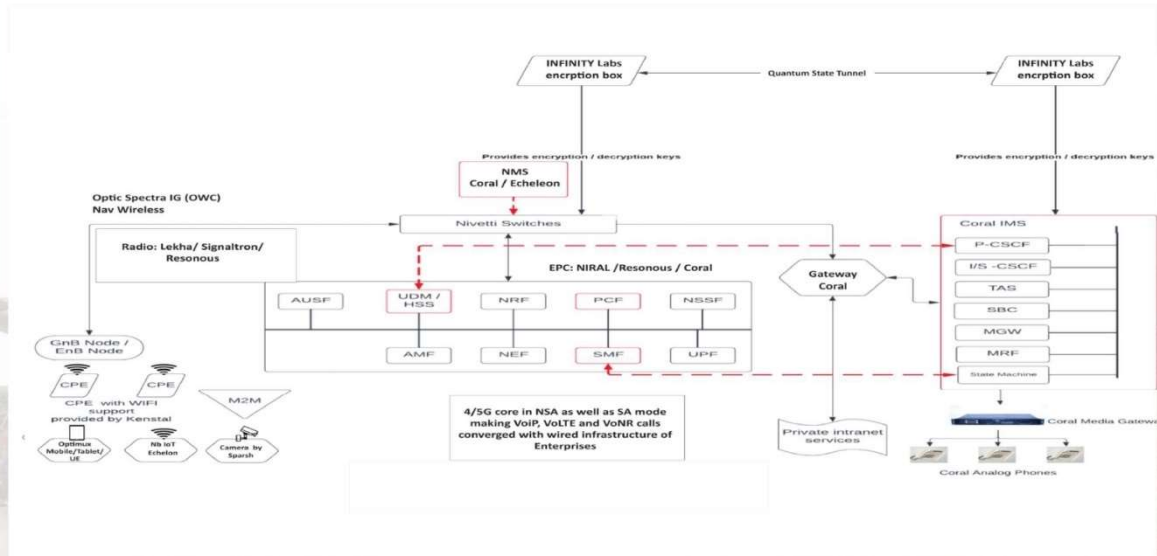 INFINITY Labs
encrption box
Quantum State Tunnel
INFINITY Labs
encrption box
Provides encryption / decryption keys
Provides encryption / decryption keys
NMS
Coral / Echeleon
Optic Spectra IG (OWC)
Nav Wireless
Nivetti Switches
Radio: Lekha/ Signaltron/
Resonous
EPC: NIRAL /Resonous / Coral
AUSF
UDM /
HSS
NRF
PCF
NSSF
AMF
NEF
SMF
UPF
Gateway
Coral
Coral IMS
P-CSCF
I/S -CSCF
TAS
SBC
MGW
MRF
State Machine
GnB Node /
EnB Node
CPE
CPE
CPE with WIFI
support
provided by Kenstal
M2M
Optimux
Mobile/Tablet/
UE
Nb IoT
Echelon
Camera by
Sparsh
4/5G core in NSA as well as SA mode
making VoiP, VoLTE and VoNR calls
converged with wired infrastructure of
Enterprises
Private intranet
services
Coral Media Gateway
Coral Analog Phones